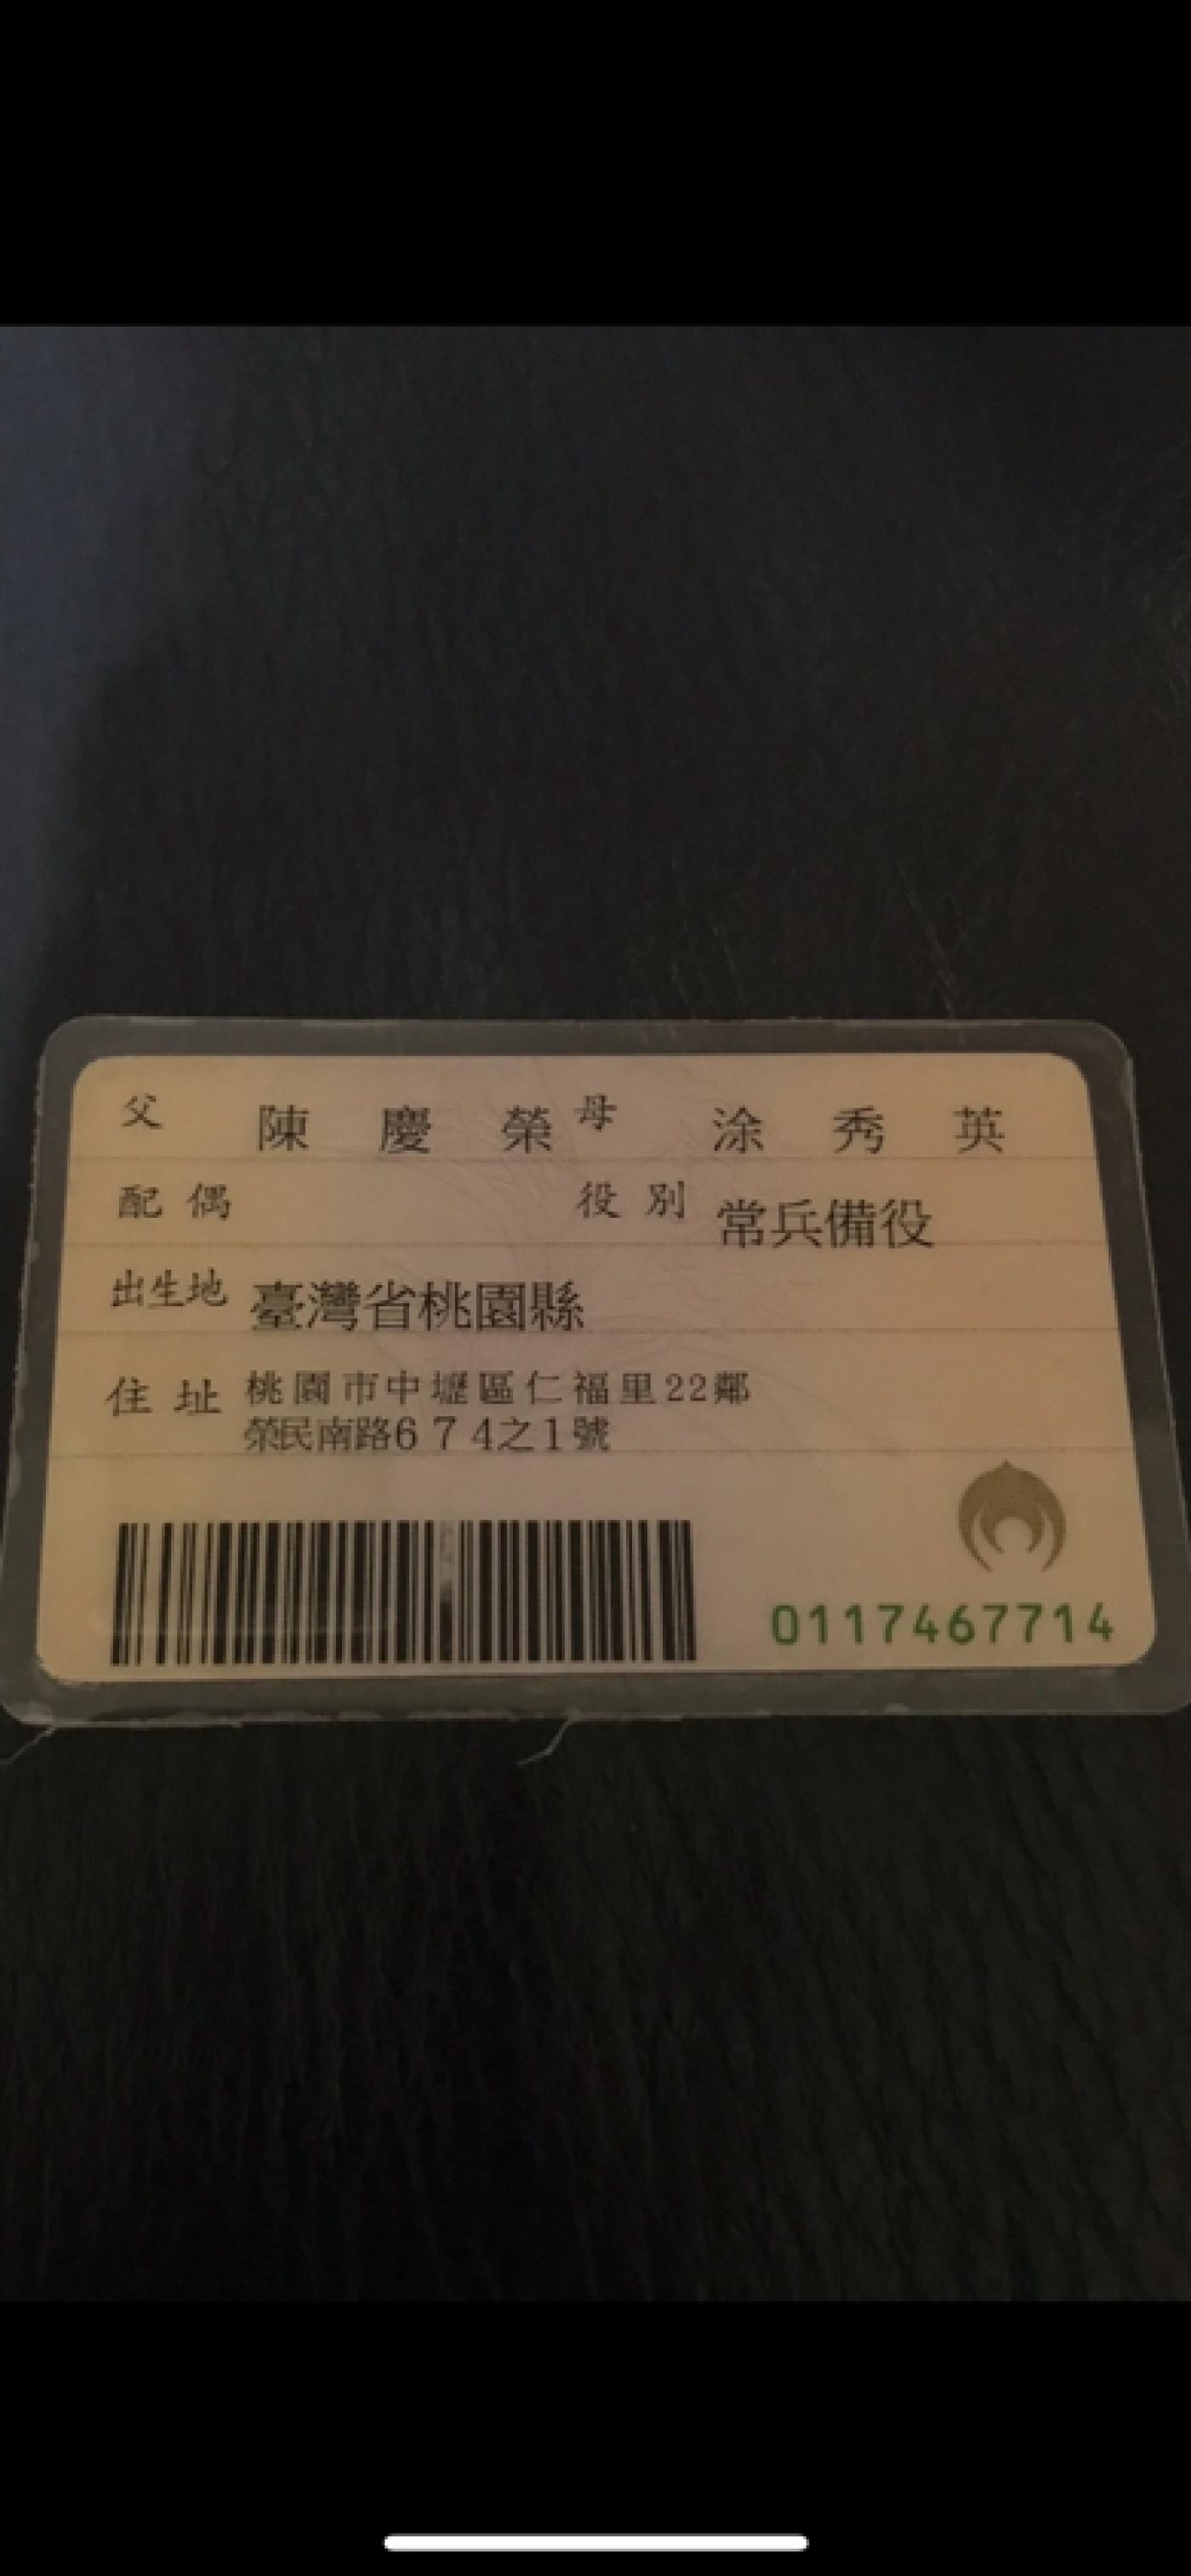 父 陳慶榮 母 涂秀英
配偶 役別 常兵備役
出生地 臺灣省桃園縣
住址 桃園市中壢區仁福里22鄰
榮民南路674之1號
0117467714